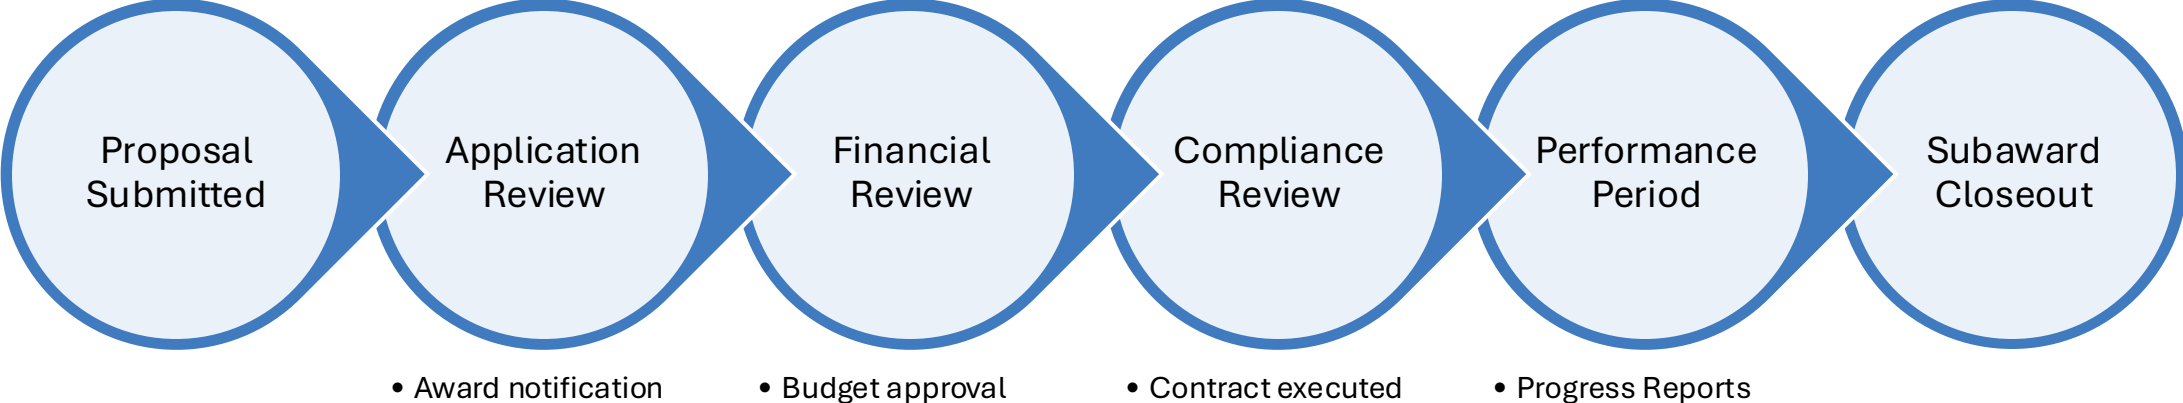 Proposal
Submitted
Application
Review
Financial
Review
Compliance
Review
Performance
Period
Subaward
Closeout
• Award notification
• Budget approval
• Contract executed
• Progress Reports